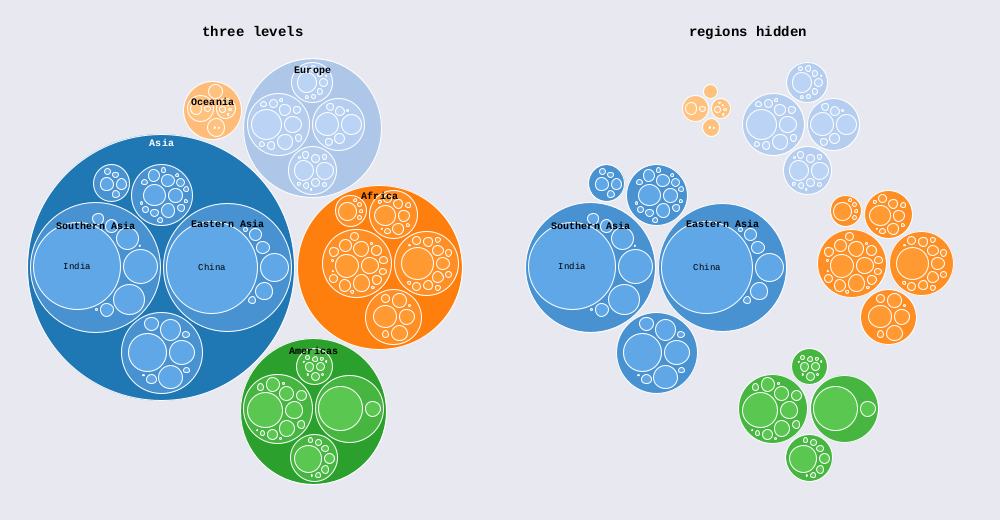 three levels
regions hidden
Europe
Oceania
Asia
Africa
Southern Asia
Eastern Asia
India
China
Americas
Southern Asia
Eastern Asia
India
China